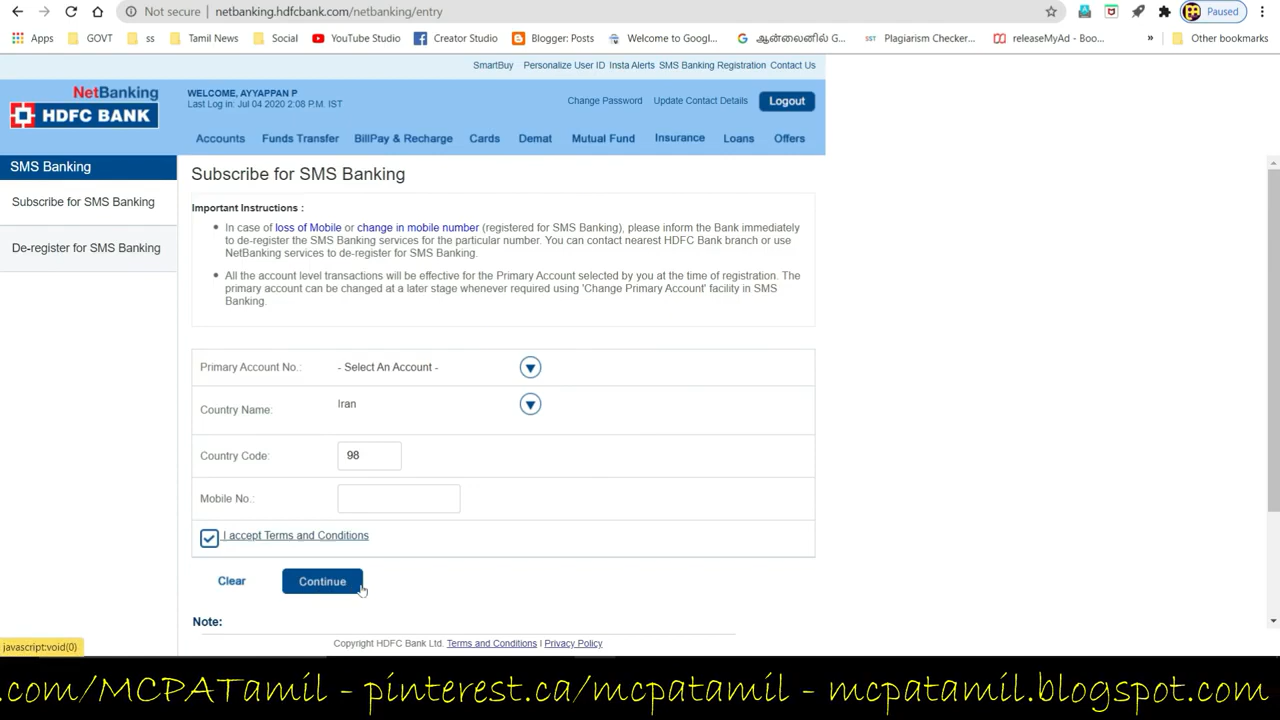 Not secure netbanking.hdfcbank.com/netbanking/entry Paused
Apps GOVT ss Tamil News Social YouTube Studio Creator Studio Blogger: Posts Welcome to Googl... ஆன்லைனில் G... Plagiarism Checker... releaseMyAd - Boo... » Other bookmarks
SmartBuy Personalize User ID Insta Alerts SMS Banking Registration Contact Us
NetBanking
HDFC BANK
WELCOME, AYYAPPAN P
Last Log in: Jul 04 2020 2:08 P.M. IST
Change Password Update Contact Details Logout
Accounts Funds Transfer BillPay & Recharge Cards Demat Mutual Fund Insurance Loans Offers
SMS Banking
Subscribe for SMS Banking
De-register for SMS Banking
Subscribe for SMS Banking
Important Instructions :
In case of loss of Mobile or change in mobile number (registered for SMS Banking), please inform the Bank immediately
to de-register the SMS Banking services for the particular number. You can contact nearest HDFC Bank branch or use
NetBanking services to de-register for SMS Banking.
All the account level transactions will be effective for the Primary Account selected by you at the time of registration. The
primary account can be changed at a later stage whenever required using 'Change Primary Account' facility in SMS
Banking.
Primary Account No.: - Select An Account -
Country Name: Iran
Country Code: 98
Mobile No.:
I accept Terms and Conditions
Clear Continue
Note:
Copyright HDFC Bank Ltd. Terms and Conditions I Privacy Policy
javascript:void(0)
.com/MCPATamil - pinterest.ca/mcpatamil - mcpatamil.blogspot.com